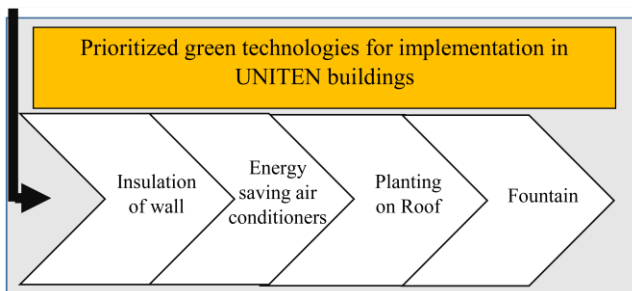 Prioritized green technologies for implementation in
UNITEN buildings
Insulation
of wall
Energy
saving air
conditioners
Planting
on Roof
Fountain